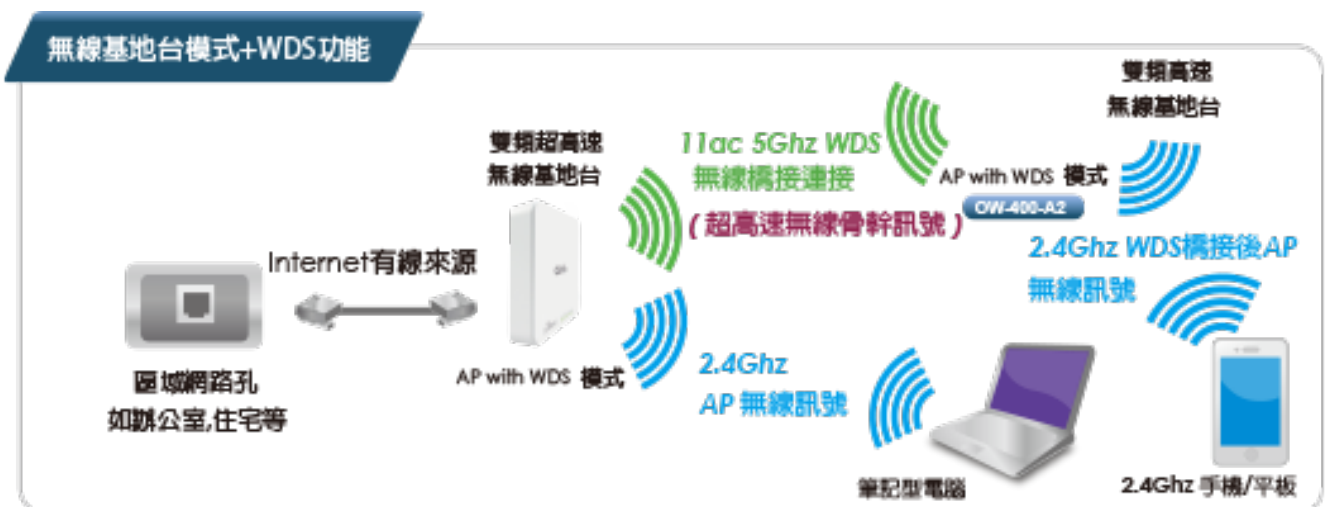 無線基地台模式+WDS功能
雙頻高速
無線基地台
雙頻超高速
無線基地台
11ac 5Ghz WDS
無線橋接連接
(超高速無線骨幹訊號)
AP with WDS 模式
OW-400-A2
2.4Ghz WDS橋接後AP
無線訊號
Internet有線來源
AP with WDS 模式
區域網路孔
如辦公室,住宅等
2.4Ghz
AP 無線訊號
筆記型電腦
2.4Ghz 手機/平板